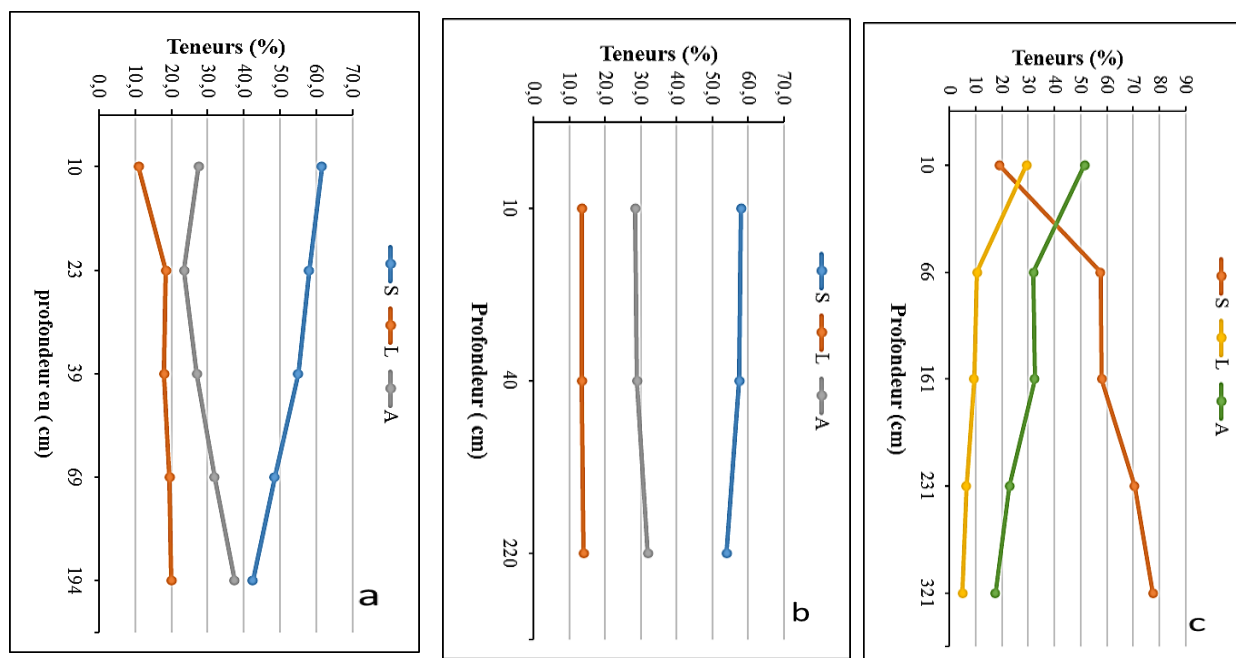 Teneurs (%)
0,0 10,0 20,0 30,0 40,0 50,0 60,0 70,0
10
23
39
69
194
profondeur en ( cm)
S L A
a
Teneurs (%)
0,0 10,0 20,0 30,0 40,0 50,0 60,0 70,0
10
40
220
Profondeur ( cm)
S L A
b
Teneurs (%)
0 10 20 30 40 50 60 70 80 90
10
66
161
231
321
Profondeur (cm)
S L A
c